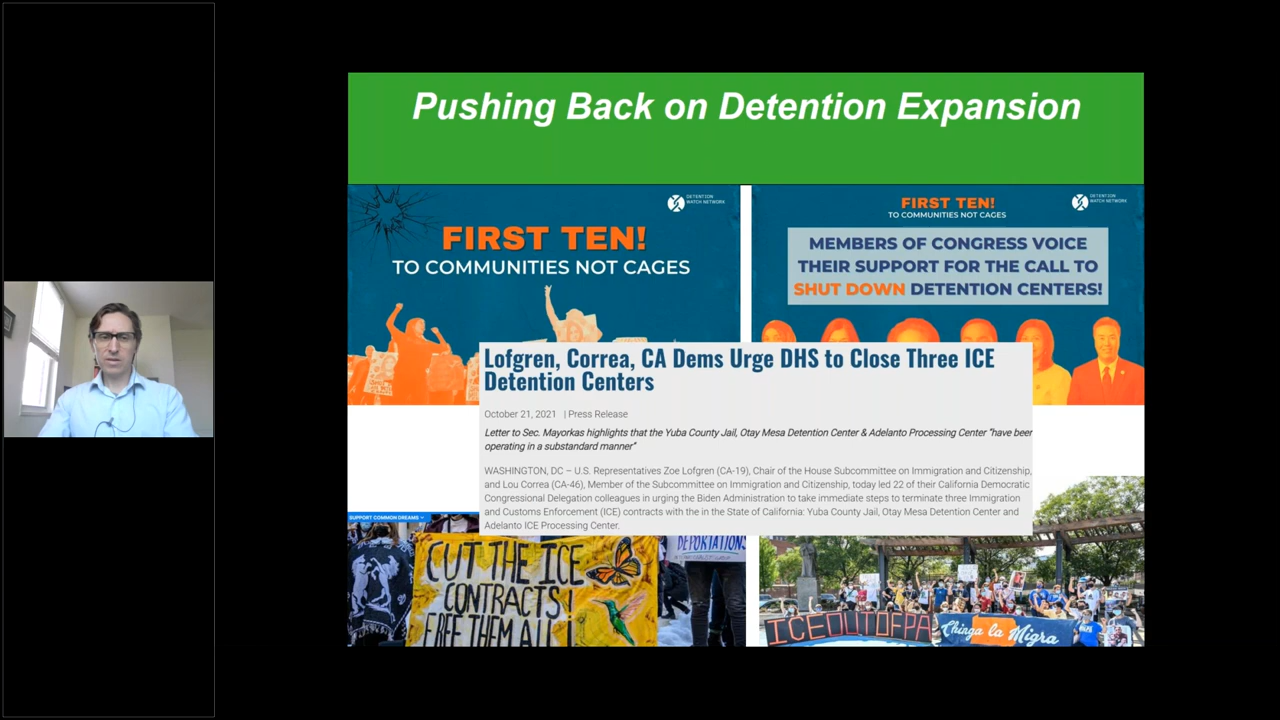 Pushing Back on Detention Expansion
DETENTION
WATCH NETWORK
FIRST TEN!
TO COMMUNITIES NOT CAGES
DETENTION
WATCH NETWORK
FIRST TEN!
TO COMMUNITIES NOT CAGES
MEMBERS OF CONGRESS VOICE
THEIR SUPPORT FOR THE CALL TO
SHUT DOWN DETENTION CENTERS!
Lofgren, Correa, CA Dems Urge DHS to Close Three ICE
Detention Centers
October 21, 2021 | Press Release
Letter to Sec. Mayorkas highlights that the Yuba County Jail, Otay Mesa Detention Center & Adelanto Processing Center “have been
operating in a substandard manner”
WASHINGTON, DC – U.S. Representatives Zoe Lofgren (CA-19), Chair of the House Subcommittee on Immigration and Citizenship,
and Lou Correa (CA-46), Member of the Subcommittee on Immigration and Citizenship, today led 22 of their California Democratic
Congressional Delegation colleagues in urging the Biden Administration to take immediate steps to terminate three Immigration
and Customs Enforcement (ICE) contracts with the in the State of California: Yuba County Jail, Otay Mesa Detention Center and
Adelanto ICE Processing Center.
SUPPORT COMMON DREAMS
CUT THE ICE
CONTRACTS!
FREE THEM ALL!
DEPORTATIONS
ICE OUT OF PA
Chinga la Migra